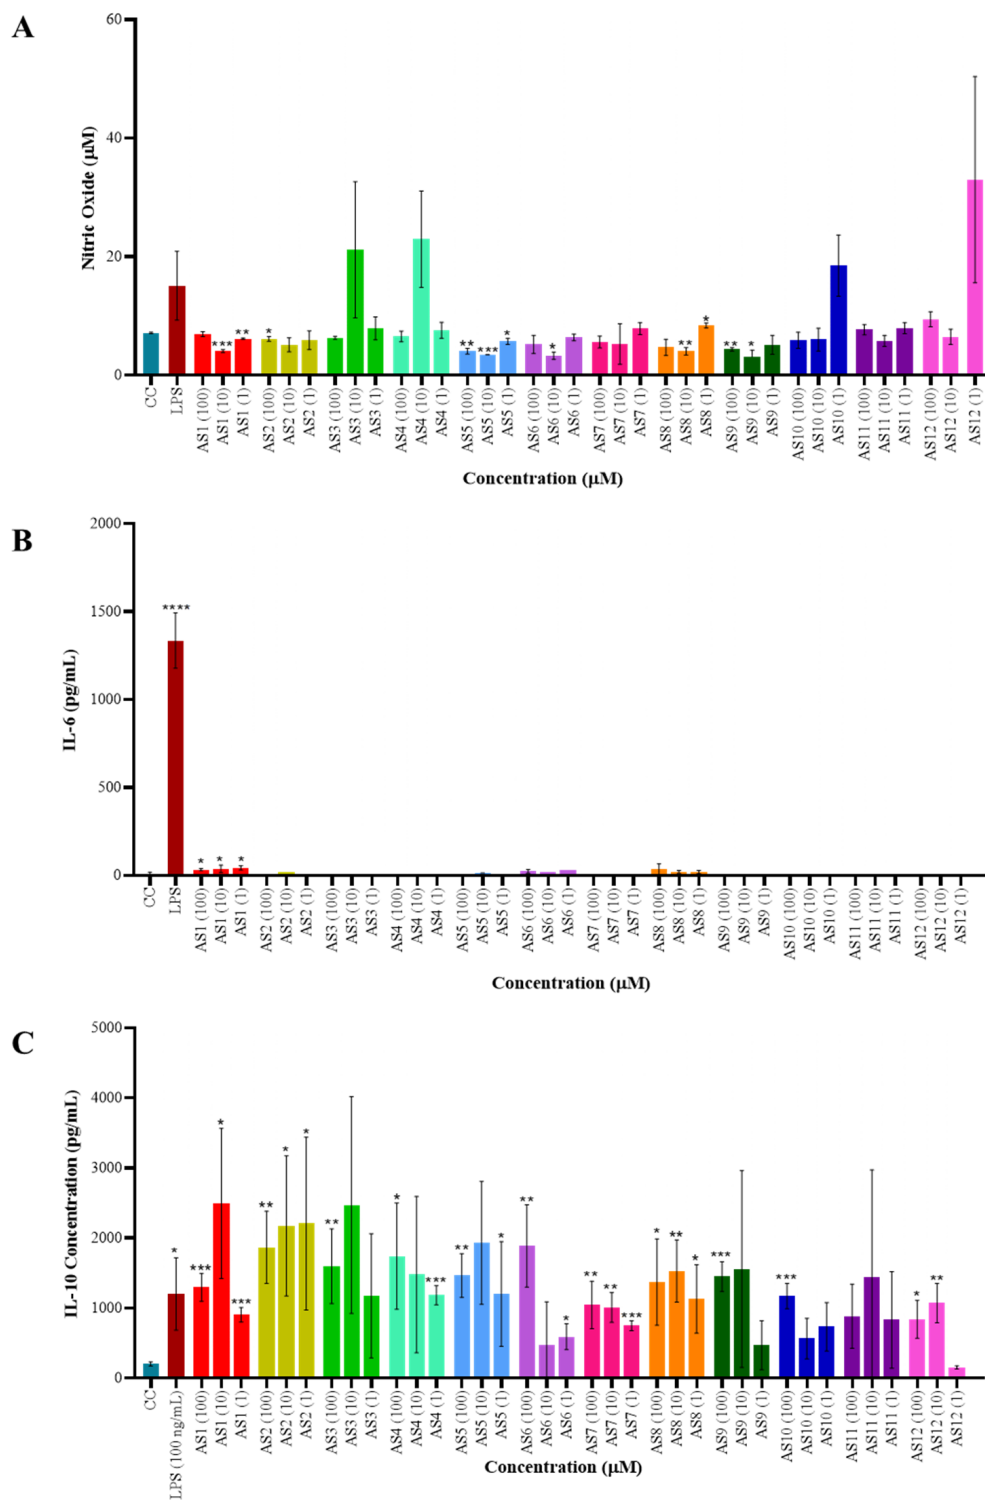 A
60
40
20
0
Nitric Oxide (μM)
*** ** * ** *** * * ** * ** *
CC LPS AS1 (100) AS1 (10) AS1 (1) AS2 (100) AS2 (10) AS2 (1) AS3 (100) AS3 (10) AS3 (1) AS4 (100) AS4 (10) AS4 (1) AS5 (100) AS5 (10) AS5 (1) AS6 (100) AS6 (10) AS6 (1) AS7 (100) AS7 (10) AS7 (1) AS8 (100) AS8 (10) AS8 (1) AS9 (100) AS9 (10) AS9 (1) AS10 (100) AS10 (10) AS10 (1) AS11 (100) AS11 (10) AS11 (1) AS12 (100) AS12 (10) AS12 (1)
Concentration (μM)
B
2000
1500
1000
500
0
IL-6 (pg/mL)
**** * * *
CC LPS AS1 (100) AS1 (10) AS1 (1) AS2 (100) AS2 (10) AS2 (1) AS3 (100) AS3 (10) AS3 (1) AS4 (100) AS4 (10) AS4 (1) AS5 (100) AS5 (10) AS5 (1) AS6 (100) AS6 (10) AS6 (1) AS7 (100) AS7 (10) AS7 (1) AS8 (100) AS8 (10) AS8 (1) AS9 (100) AS9 (10) AS9 (1) AS10 (100) AS10 (10) AS10 (1) AS11 (100) AS11 (10) AS11 (1) AS12 (100) AS12 (10) AS12 (1)
Concentration (μM)
C
5000
4000
3000
2000
1000
0
IL-10 Concentration (pg/mL)
* *** * *** ** * * ** * *** ** * ** * ** ** *** * ** * *** *** * **
CC LPS (100 ng/mL) AS1 (100) AS1 (10) AS1 (1) AS2 (100) AS2 (10) AS2 (1) AS3 (100) AS3 (10) AS3 (1) AS4 (100) AS4 (10) AS4 (1) AS5 (100) AS5 (10) AS5 (1) AS6 (100) AS6 (10) AS6 (1) AS7 (100) AS7 (10) AS7 (1) AS8 (100) AS8 (10) AS8 (1) AS9 (100) AS9 (10) AS9 (1) AS10 (100) AS10 (10) AS10 (1) AS11 (100) AS11 (10) AS11 (1) AS12 (100) AS12 (10) AS12 (1)
Concentration (μM)